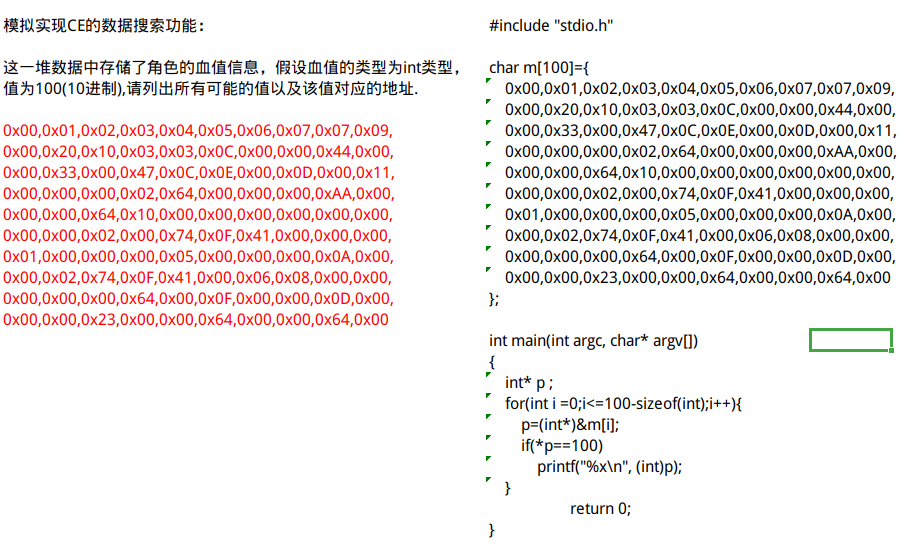 模拟实现CE的数据搜索功能：
这一堆数据中存储了角色的血值信息，假设血值的类型为int类型，
值为100(10进制),请列出所有可能的值以及该值对应的地址.
0x00,0x01,0x02,0x03,0x04,0x05,0x06,0x07,0x07,0x09,
0x00,0x20,0x10,0x03,0x03,0x0C,0x00,0x00,0x44,0x00,
0x00,0x33,0x00,0x47,0x0C,0x0E,0x00,0x0D,0x00,0x11,
0x00,0x00,0x00,0x02,0x64,0x00,0x00,0x00,0xAA,0x00,
0x00,0x00,0x64,0x10,0x00,0x00,0x00,0x00,0x00,0x00,
0x00,0x00,0x02,0x00,0x74,0x0F,0x41,0x00,0x00,0x00,
0x01,0x00,0x00,0x00,0x05,0x00,0x00,0x00,0x0A,0x00,
0x00,0x02,0x74,0x0F,0x41,0x00,0x06,0x08,0x00,0x00,
0x00,0x00,0x00,0x64,0x00,0x0F,0x00,0x00,0x0D,0x00,
0x00,0x00,0x23,0x00,0x00,0x64,0x00,0x00,0x64,0x00
#include "stdio.h"
char m[100]={
0x00,0x01,0x02,0x03,0x04,0x05,0x06,0x07,0x07,0x09,
0x00,0x20,0x10,0x03,0x03,0x0C,0x00,0x00,0x44,0x00,
0x00,0x33,0x00,0x47,0x0C,0x0E,0x00,0x0D,0x00,0x11,
0x00,0x00,0x00,0x02,0x64,0x00,0x00,0x00,0xAA,0x00,
0x00,0x00,0x64,0x10,0x00,0x00,0x00,0x00,0x00,0x00,
0x00,0x00,0x02,0x00,0x74,0x0F,0x41,0x00,0x00,0x00,
0x01,0x00,0x00,0x00,0x05,0x00,0x00,0x00,0x0A,0x00,
0x00,0x02,0x74,0x0F,0x41,0x00,0x06,0x08,0x00,0x00,
0x00,0x00,0x00,0x64,0x00,0x0F,0x00,0x00,0x0D,0x00,
0x00,0x00,0x23,0x00,0x00,0x64,0x00,0x00,0x64,0x00
};
int main(int argc, char* argv[])
{
int* p ;
for(int i =0;i<=100-sizeof(int);i++){
p=(int*)&m[i];
if(*p==100)
printf("%x\n", (int)p);
}
return 0;
}